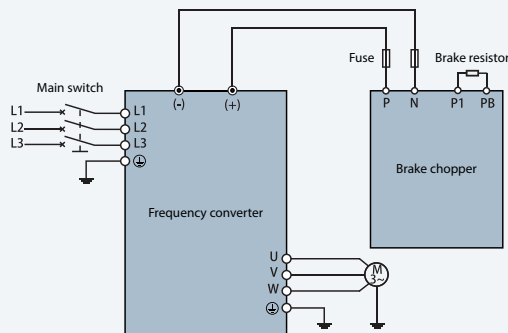 Fuse
Brake resistor
Main switch
(-)
(+)
P
N
P1
PB
L1
L1
L2
L2
L3
L3
Brake chopper
Frequency converter
U
V
W
M
3~